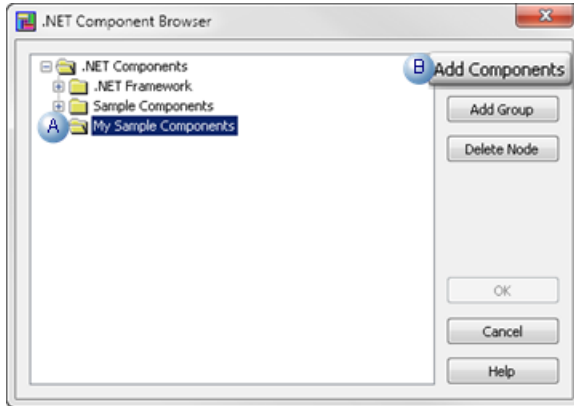 .NET Component Browser
.NET Components
.NET Framework
Sample Components
A My Sample Components
B Add Components
Add Group
Delete Node
OK
Cancel
Help